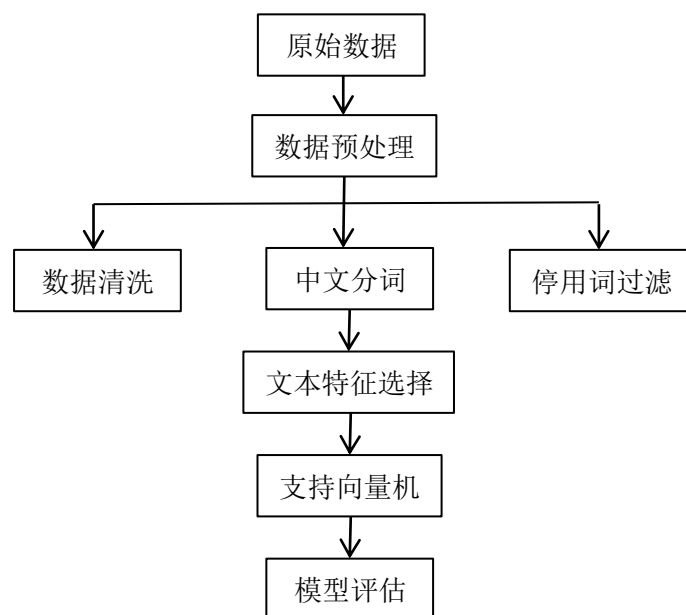 原始数据
数据预处理
数据清洗
中文分词
停用词过滤
文本特征选择
支持向量机
模型评估